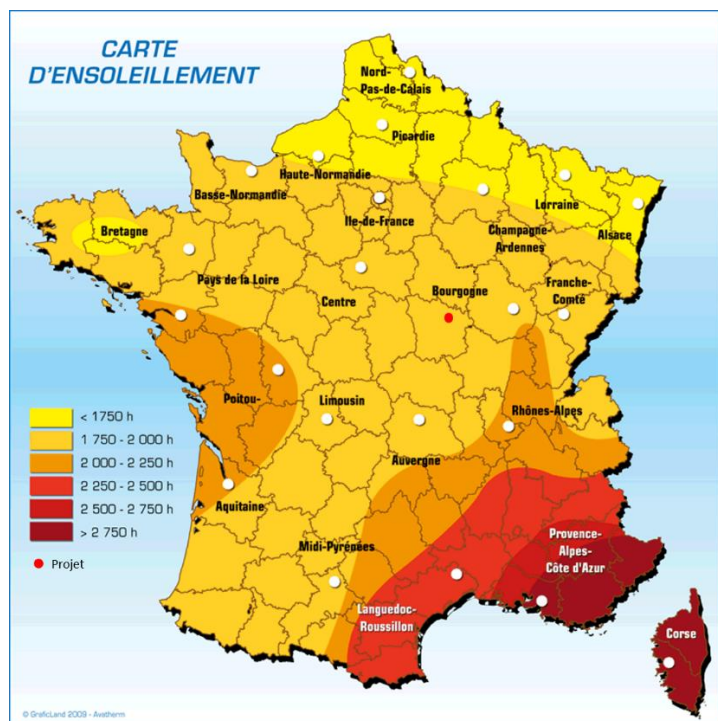 CARTE
D'ENSOLEILLEMENT
Nord-
Pas-de-Calais
Picardie
Haute-Normandie
Basse-Normandie
Ile-de-France
Lorraine
Champagne-
Ardennes
Alsace
Bretagne
Pays de la Loire
Centre
Bourgogne
Franche-
Comté
Poitou-
Limousin
Rhônes-Alpes
Auvergne
Aquitaine
Midi-Pyrénées
Languedoc-
Roussillon
Provence-
Alpes-
Côte d'Azur
Corse
< 1750 h
1 750 - 2 000 h
2 000 - 2 250 h
2 250 - 2 500 h
2 500 - 2 750 h
> 2 750 h
Projet
© GraficLand 2009 - Avatherm